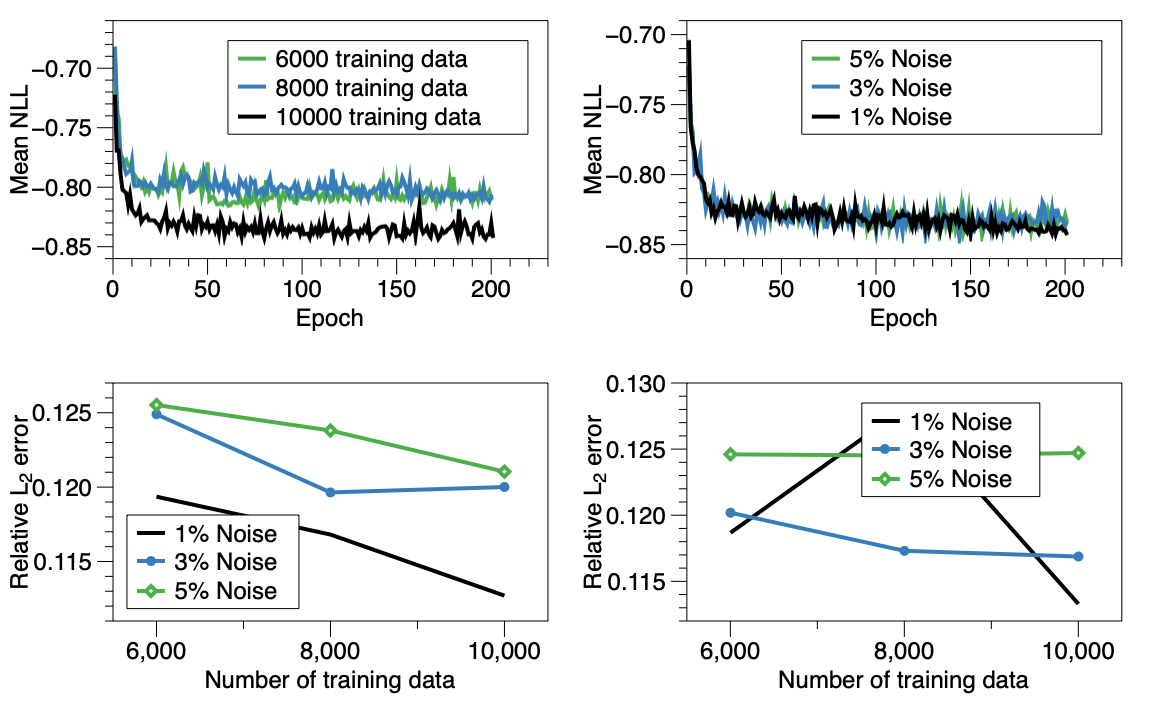 Mean NLL
−0.70
−0.75
−0.80
−0.85
6000 training data
8000 training data
10000 training data
0 50 100 150 200
Epoch
Mean NLL
−0.70
−0.75
−0.80
−0.85
5% Noise
3% Noise
1% Noise
0 50 100 150 200
Epoch
Relative L2 error
0.125
0.120
0.115
1% Noise
3% Noise
5% Noise
6,000 8,000 10,000
Number of training data
Relative L2 error
0.130
0.125
0.120
0.115
1% Noise
3% Noise
5% Noise
6,000 8,000 10,000
Number of training data